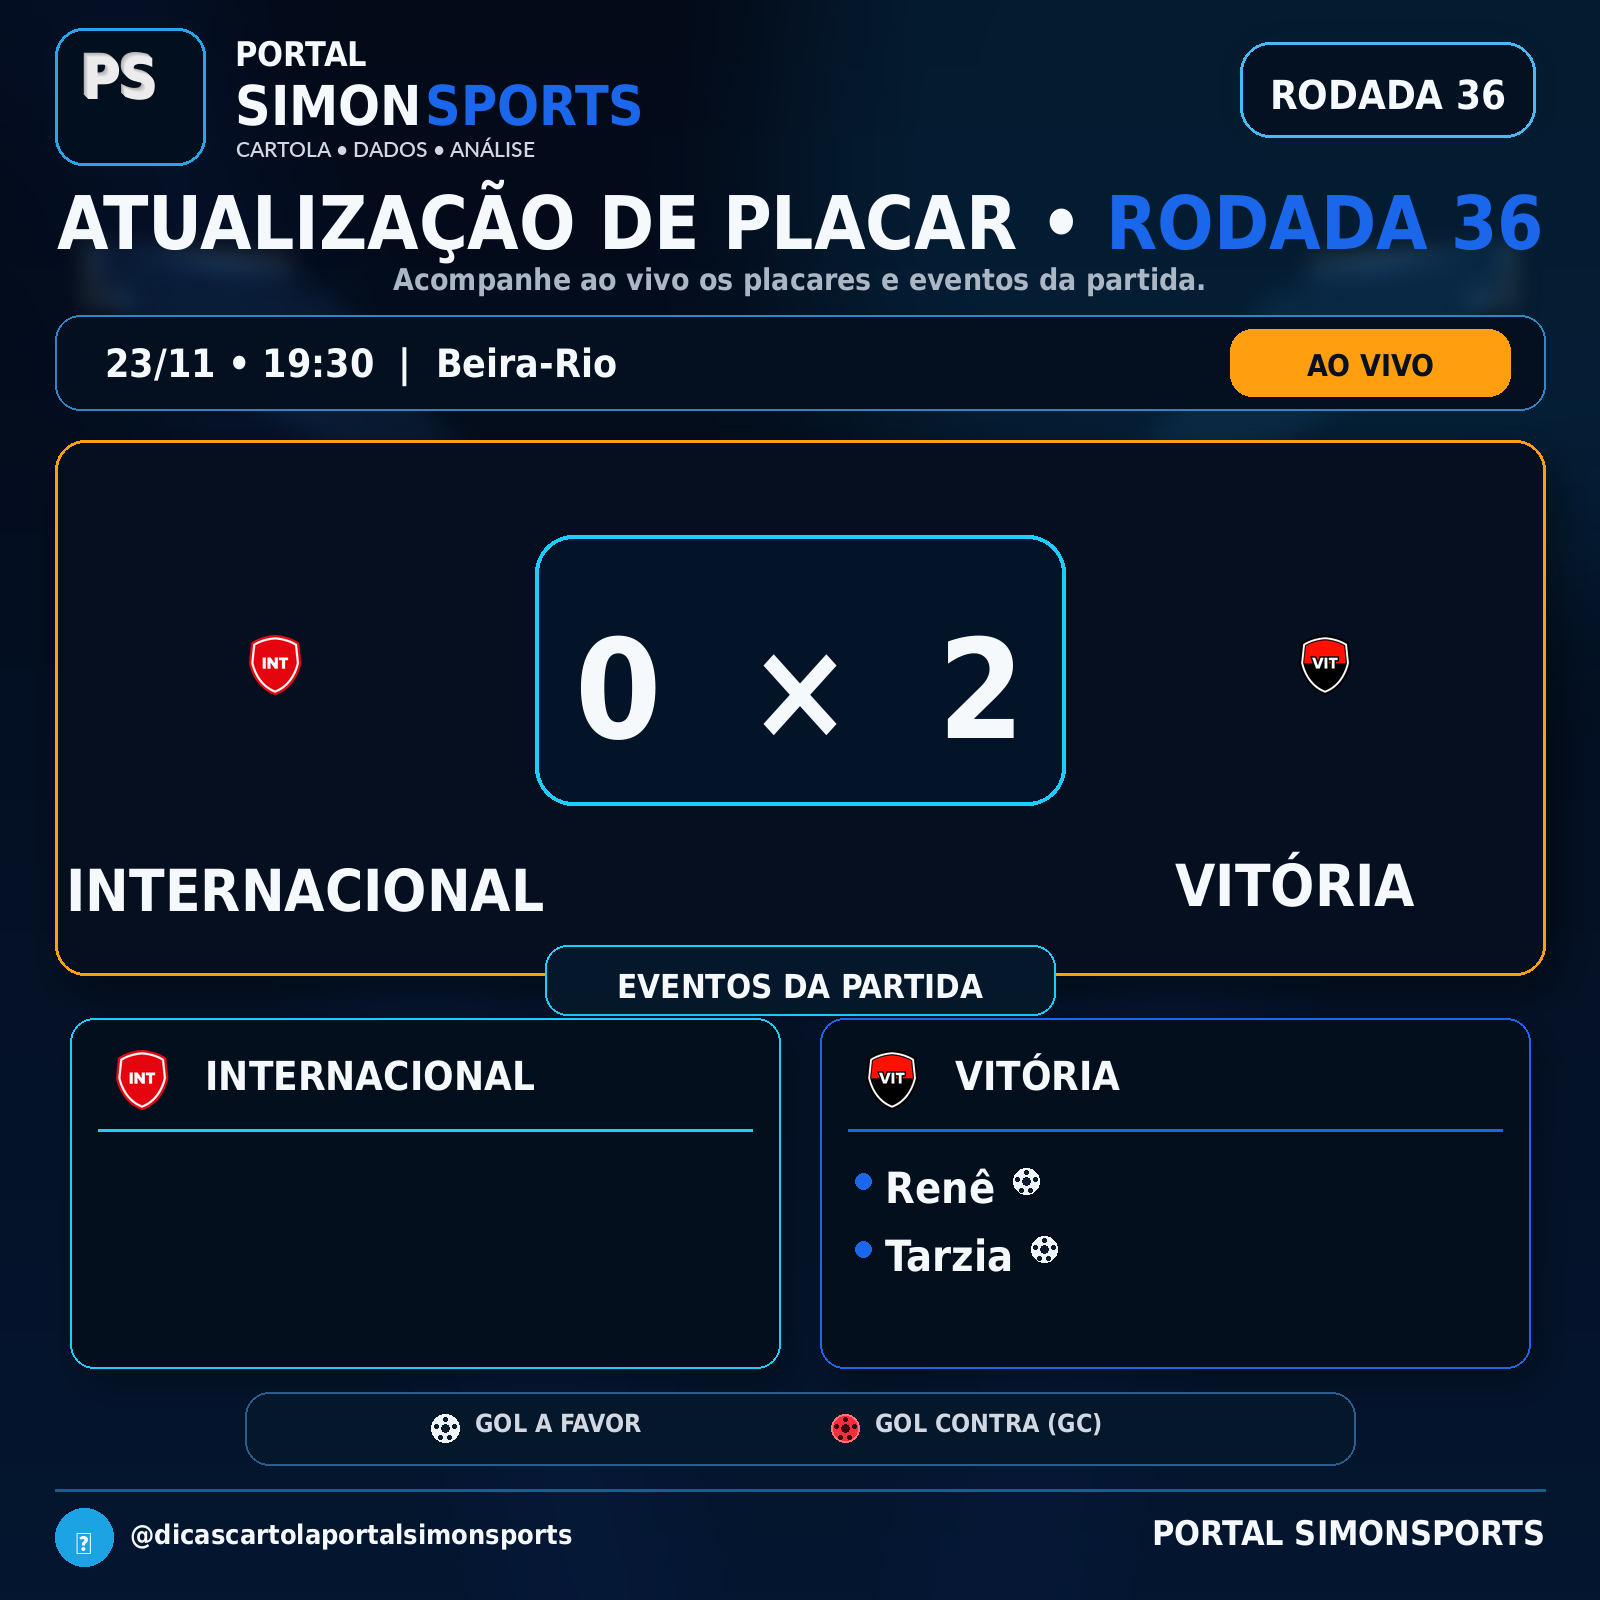 PS
PORTAL
SIMONSPORTS
CARTOLA • DADOS • ANÁLISE
RODADA 36
ATUALIZAÇÃO DE PLACAR • RODADA 36
Acompanhe ao vivo os placares e eventos da partida.
23/11 • 19:30 | Beira-Rio
AO VIVO
INT
0 × 2
VIT
INTERNACIONAL
VITÓRIA
EVENTOS DA PARTIDA
INT INTERNACIONAL
VIT VITÓRIA
• Renê
• Tarzia
GOL A FAVOR
GOL CONTRA (GC)
@dicascartolaportalsimonsports
PORTAL SIMONSPORTS